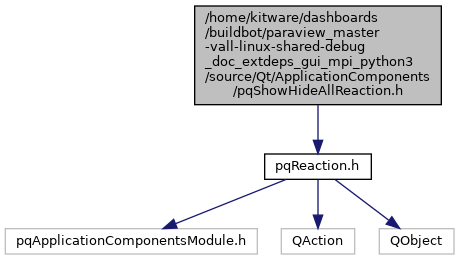 /home/kitware/dashboards
/buildbot/paraview_master
-vall-linux-shared-debug
_doc_extdeps_gui_mpi_python3
/source/Qt/ApplicationComponents
/pqShowHideAllReaction.h
pqReaction.h
pqApplicationComponentsModule.h
QAction
QObject